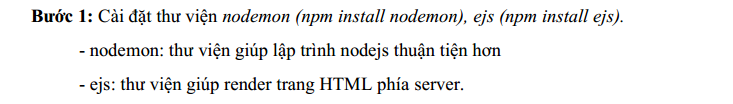 Bước 1: Cài đặt thư viện nodemon (npm install nodemon), ejs (npm install ejs).
- nodemon: thư viện giúp lập trình nodejs thuận tiện hơn
- ejs: thư viện giúp render trang HTML phía server.